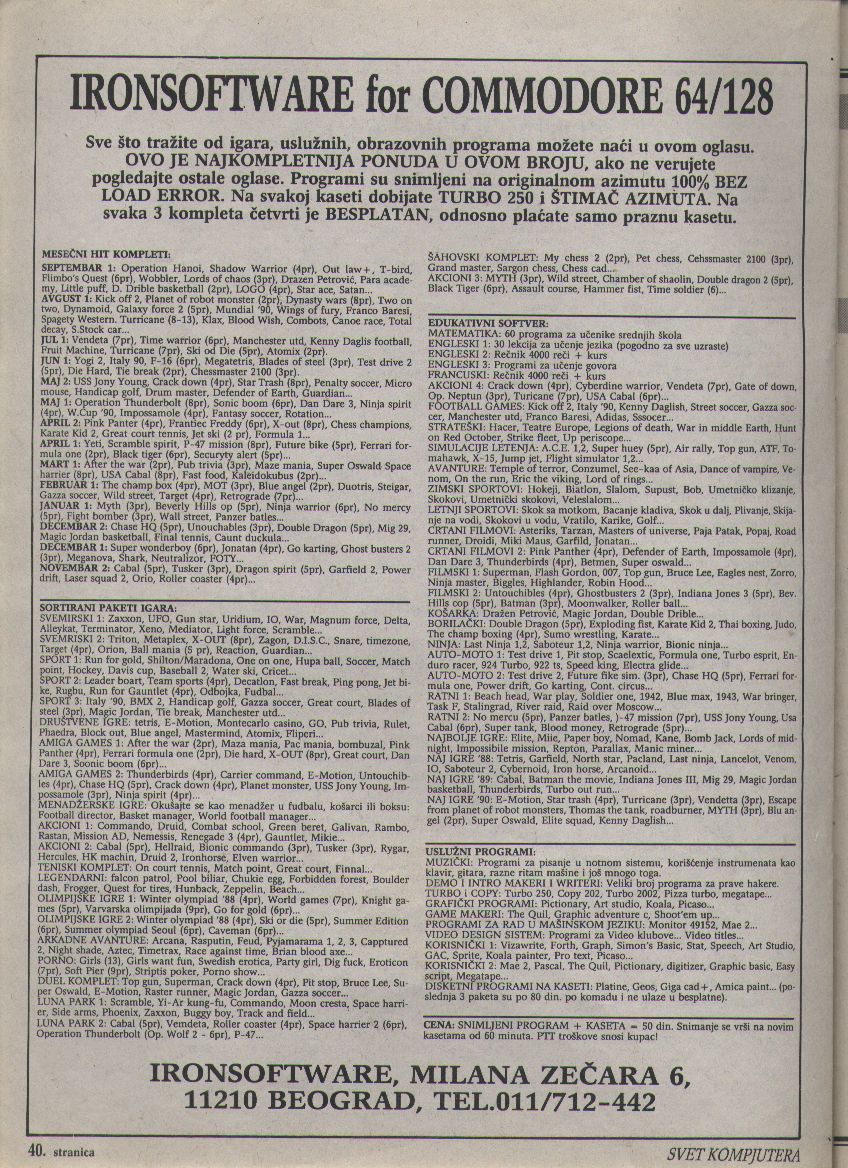 IRONSOFTWARE for COMMODORE 64/128
Sve što tražite od igara, uslužnih, obrazovnih programa možete naći u ovom oglasu.
OVO JE NAJKOMPLETNIJA PONUDA U OVOM BROJU, ako ne verujete
pogledajte ostale oglase. Programi su snimljeni na originalnom azimutu 100% BEZ
LOAD ERROR. Na svakoj kaseti dobijate TURBO 250 i ŠTIMAČ AZIMUTA. Na
svaka 3 kompleta četvrti je BESPLATAN, odnosno plaćate samo praznu kasetu.
MESEČNI HIT KOMPLETI:
SEPTEMBAR 1: Operation Hanoi, Shadow Warrior (4pr), Out law+, T-bird,
Flimbo's Quest (6pr), Wobbler, Lords of chaos (3pr), Drazen Petrović, Para acade-
my, Little puff, D. Drible basketball (2pr), LOGO (4pr), Star ace, Satan...
AVGUST 1: Kick off 2, Planet of robot monster (2pr), Dynasty wars (8pr), Two on
two, Dynamoid, Galaxy force 2 (5pr), Mundial '90, Wings of fury, Franco Baresi,
Spagety Western. Turricane (8-13), Klax, Blood Wish, Combots, Canoe race, Total
decay, S.Stock car...
JUL 1: Vendeta (7pr), Time warrior (6pr), Manchester utd, Kenny Daglis football,
Fruit Machine, Turricane (7pr), Ski od Die (5pr), Atomix (2pr).
JUN 1: Yogi 2, Italy 90, F-16 (6pr), Megatetris, Blades of steel (3pr), Test drive 2
(5pr), Die Hard, Tie break (2pr), Chessmaster 2100 (3pr).
MAJ 2: USS Jony Young, Crack down (4pr), Star Trash (8pr), Penalty soccer, Micro
mouse, Handicap golf, Drum master, Defender of Earth, Guardian...
MAJ 1: Operation Thunderbolt (8pr), Sonic boom (6pr), Dan Dare 3, Ninja spirit
(4pr), W.Cup '90, Impossamole (4pr), Fantasy soccer, Rotation...
APRIL 2: Pink Panter (4pr), Frantiec Freddy (6pr), X-out (8pr), Chess champions,
Karate Kid 2, Great court tennis, Jet ski (2 pr), Formula 1...
APRIL 1: Yeti, Scramble spirit, P-47 mission (8pr), Future bike (5pr), Ferrari for-
mula one (2pr), Black tiger (6pr), Securyty alert (5pr)...
MART 1: After the war (2pr), Pub trivia (3pr), Maze mania, Super Oswald Space
harrier (8pr), USA Cabal (8pr), Fast food, Kaleidokubus (2pr)...
FEBRUAR 1: The champ box (4pr), MOT (3pr), Blue angel (2pr), Duotris, Steigar,
Gazza soccer, Wild street, Target (4pr), Retrograde (7pr)...
JANUAR 1: Myth (3pr), Beverly Hills op (5pr), Ninja warrior (6pr), No mercy
(5pr), Fight bomber (3pr), Wall street, Panzer batles...
DECEMBAR 2: Chase HQ (5pr), Unouchables (3pr), Double Dragon (5pr), Mig 29,
Magic Jordan basketball, Final tennis, Caunt duckula...
DECEMBAR 1: Super wonderboy (6pr), Jonatan (4pr), Go karting, Ghost busters 2
(3pr), Meganova, Shark, Neutralizor, POTY...
NOVEMBAR 2: Cabal (5pr), Tusker (3pr), Dragon spirit (5pr), Garfield 2, Power
drift, Laser squad 2, Orio, Roller coaster (4pr)...
SORTIRANI PAKETI IGARA:
SVEMIRSKI 1: Zaxxon, UFO, Gun star, Uridium, IO, War, Magnum force, Delta,
Alleykat, Terminator, Xeno, Mediator, Light force, Scramble...
SVEMIRSKI 2: Triton, Metaplex, X-OUT (8pr), Zagon, D.I.S.C., Snare, timezone,
Target (4pr), Orion, Ball mania (5 pr), Reaction, Guardian...
SPORT 1: Run for gold, Shilton/Maradona, One on one, Hupa ball, Soccer, Match
point, Hockey, Davis cup, Baseball 2, Water ski, Cricet...
SPORT 2: Leader boart, Team sports (4pr), Decatlon, Fast break, Ping pong, Jet bi-
ke, Rugbu, Run for Gauntlet (4pr), Odbojka, Fudbal...
SPORT 3: Italy '90, BMX 2, Handicap golf, Gazza soccer, Great court, Blades of
steel (3pr), Magic Jordan, Tie break, Manchester utd...
DRUŠTVENE IGRE: tetris, E-Motion, Montecarlo casino, GO, Pub trivia, Rulet,
Phaedra, Block out, Blue angel, Mastermind, Atomix, Fliperi...
AMIGA GAMES 1: After the war (2pr), Maza mania, Pac mania, bombuzal, Pink
Panther (4pr), Ferrari formula one (2pr), Die hard, X-OUT (8pr), Great court, Dan
Dare 3, Soonic boom (6pr)...
AMIGA GAMES 2: Thunderbirds (4pr), Carrier command, E-Motion, Untouchib-
les (4pr), Chase HQ (5pr), Crack down (4pr), Planet monster, USS Jony Young, Im-
possamole (3pr), Ninja spirit (4pr)...
MENADŽERSKE IGRE: Okušajte se kao menadžer u fudbalu, košarci ili boksu:
Football director, Basket manager, World football manager...
AKCIONI 1: Commando, Druid, Combat school, Green beret, Galivan, Rambo,
Rastan, Mission AD, Nemessis, Renegade 3 (4pr), Gauntlet, Mikie...
AKCIONI 2: Cabal (5pr), Hellraid, Bionic commando (3pr), Tusker (3pr), Rygar,
Hercules, HK machin, Druid 2, Ironhorse, Elven warrior...
TENISKI KOMPLET: On court tennis, Match point, Great court, Finnal...
LEGENDARNI: falcon patrol, Pool biliar, Chukie egg, Forbidden forest, Boulder
dash, Frogger, Quest for tires, Hunback, Zeppelin, Beach...
OLIMPIJSKE IGRE 1: Winter olympiad '88 (4pr), World games (7pr), Knight ga-
mes (5pr), Varvarska olimpijada (9pr), Go for gold (6pr)...
OLIMPIJSKE IGRE 2: Winter olympiad '88 (4pr), Ski or die (5pr), Summer Edition
(6pr), Summer olympiad Seoul (6pr), Caveman (6pr)...
ARKADNE AVANTURE: Arcana, Rasputin, Feud, Pyjamarama 1, 2, 3, Capptured
2, Night shade, Aztec, Timetrax, Race against time, Brian blood axe...
PORNO: Girls (13), Girls want fun, Swedish erotica, Party girl, Dig fuck, Eroticon
(7pr), Soft Pier (9pr), Striptis poker, Porno show...
DUEL KOMPLET: Top gun, Superman, Crack down (4pr), Pit stop, Bruce Lee, Su-
per Oswald, E-Motion, Raster runner, Magic Jordan, Gazza soccer...
LUNA PARK 1: Scramble, Yi-Ar kung-fu, Commando, Moon cresta, Space harri-
er, Side arms, Phoenix, Zaxxon, Buggy boy, Track and field...
LUNA PARK 2: Cabal (5pr), Vemdeta, Roller coaster (4pr), Space harrier 2 (6pr),
Operation Thunderbolt (Op. Wolf 2 - 6pr), P-47...
ŠAHOVSKI KOMPLET: My chess 2 (2pr), Pet chess, Cehssmaster 2100 (3pr),
Grand master, Sargon chess, Chess cad...
AKCIONI 3: MYTH (3pr), Wild street, Chamber of shaolin, Double dragon 2 (5pr),
Black Tiger (6pr), Assault course, Hammer fist, Time soldier (6)...
EDUKATIVNI SOFTVER:
MATEMATIKA: 60 programa za učenike srednjih škola
ENGLESKI 1: 30 lekcija za učenje jezika (pogodno za sve uzraste)
ENGLESKI 2: Rečnik 4000 reči + kurs
ENGLESKI 3: Programi za učenje govora
FRANCUSKI: Rečnik 4000 reči + kurs
AKCIONI 4: Crack down (4pr), Cyberdine warrior, Vendeta (7pr), Gate of down,
Op. Neptun (3pr), Turicane (7pr), USA Cabal (6pr)...
FOOTBALL GAMES: Kick off 2, Italy '90, Kenny Daglish, Street soccer, Gazza soc-
cer, Manchester utd, Franco Baresi, Adidas, Sssocer...
STRATEŠKI: Hacer, Teatre Europe, Legions of death, War in middle Earth, Hunt
on Red October, Strike fleet, Up periscope...
SIMULACIJE LETENJA: A.C.E. 1,2, Super huey (5pr), Air rally, Top gun, ATF, To-
mahawk, X-15, Jump jet, Flight simulator 1,2...
AVANTURE: Temple of terror, Conzumel, See-kaa of Asia, Dance of vampire, Ve-
nom, On the run, Eric the viking, Lord of rings...
ZIMSKI SPORTOVI: Hokeji, Biatlon, Slalom, Supust, Bob, Umetničko klizanje,
Skokovi, Umetnički skokovi, Veleslalom...
LETNJI SPORTOVI: Skok sa motkom, Bacanje kladiva, Skok u dalj, Plivanje, Skija-
nje na vodi, Skokovi u vodu, Vratilo, Karike, Golf...
CRTANI FILMOVI: Asteriks, Tarzan, Masters of universe, Paja Patak, Popaj, Road
runner, Droidi, Miki Maus, Garfild, Jonatan...
CRTANI FILMOVI 2: Pink Panther (4pr), Defender of Earth, Impossamole (4pr),
Dan Dare 3, Thunderbirds (4pr), Betmen, Super oswald...
FILMSKI 1: Superman, Flash Gordon, 007, Top gun, Bruce Lee, Eagles nest, Zorro,
Ninja master, Biggles, Highlander, Robin Hood...
FILMSKI 2: Untouchibles (4pr), Ghostbusters 2 (3pr), Indiana Jones 3 (5pr), Bev.
Hills cop (5pr), Batman (3pr), Moonwalker, Roller ball...
KOŠARKA: Dražen Petrović, Magic Jordan, Double Drible...
BORILAČKI: Double Dragon (5pr), Exploding fist, Karate Kid 2, Thai boxing, Judo,
The champ boxing (4pr), Sumo wrestling, Karate...
NINJA: Last Ninja 1,2, Saboteur 1,2, Ninja warrior, Bionic ninja...
AUTO-MOTO 1: Test drive 1, Pit stop, Scaelextic, Formula one, Turbo esprit, En-
duro racer, 924 Turbo, 922 ts, Speed king, Electra glide...
AUTO-MOTO 2: Test drive 2, Future fike sim. (3pr), Chase HQ (5pr), Ferrari for-
mula one, Power drift, Go karting, Cont. circus...
RATNI 1: Beach head, War play, Soldier one, 1942, Blue max, 1943, War bringer,
Task F, Stalingrad, River raid, Raid over Moscow...
RATNI 2: No mercu (5pr), Panzer batles, )-47 mission (7pr), USS Jony Young, Usa
Cabal (6pr), Super tank, Blood money, Retrograde (5pr)...
NAJBOLJE IGRE: Elite, Miie, Paper boy, Nomad, Kane, Bomb Jack, Lords of mid-
night, Impossibile mission, Repton, Parallax, Manic miner...
NAJ IGRE '88: Tetris, Garfield, North star, Pacland, Last ninja, Lancelot, Venom,
IO, Saboteur 2, Cybernoid, Iron horse, Arcanoid...
NAJ IGRE '89: Cabal, Batman the movie, Indiana Jones III, Mig 29, Magic Jordan
basketball, Thunderbirds, Turbo out run...
NAJ IGRE '90: E-Motion, Star trash (4pr), Turricane (3pr), Vendetta (3pr), Escape
from planet of robot monsters, Thomas the tank, roadburner, MYTH (3pr), Blu an-
gel (2pr), Super Oswald, Elite squad, Kenny Daglish...
USLUŽNI PROGRAMI:
MUZIČKI: Programi za pisanje u notnom sistemu, korišćenje instrumenata kao
klavir, gitara, razne ritam mašine i još mnogo toga.
DEMO I INTRO MAKERI I WRITERI: Veliki broj programa za prave hakere.
TURBO i COPY: Turbo 250, Copy 202, Turbo 2002, Pizza turbo, megatape...
GRAFIČKI PROGRAMI: Pictionary, Art studio, Koala, Picaso...
GAME MAKERI: The Quil, Graphic adventure c, Shoot'em up...
PROGRAMI ZA RAD U MAŠINSKOM JEZIKU: Monitor 49152, Mae 2...
VIDEO DESIGN SISTEM: Programi za Video klubove... Video titles...
KORISNIČKI 1: Vizawrite, Forth, Graph, Simon's Basic, Stat, Speech, Art Studio,
GAC, Sprite, Koala painter, Pro text, Picaso...
KORISNIČKI 2: Mae 2, Pascal, The Quil, Pictionary, digitizer, Graphic basic, Easy
script, Megatape...
DISKETNI PROGRAMI NA KASETI: Platine, Geos, Giga cad+, Amica paint... (po-
slednja 3 paketa su po 80 din. po komadu i ne ulaze u besplatne).
CENA: SNIMLJENI PROGRAM + KASETA = 50 din. Snimanje se vrši na novim
kasetama od 60 minuta. PTT troškove snosi kupac!
IRONSOFTWARE, MILANA ZEČARA 6,
11210 BEOGRAD, TEL.011/712-442
40. stranica
SVET KOMPJUTERA